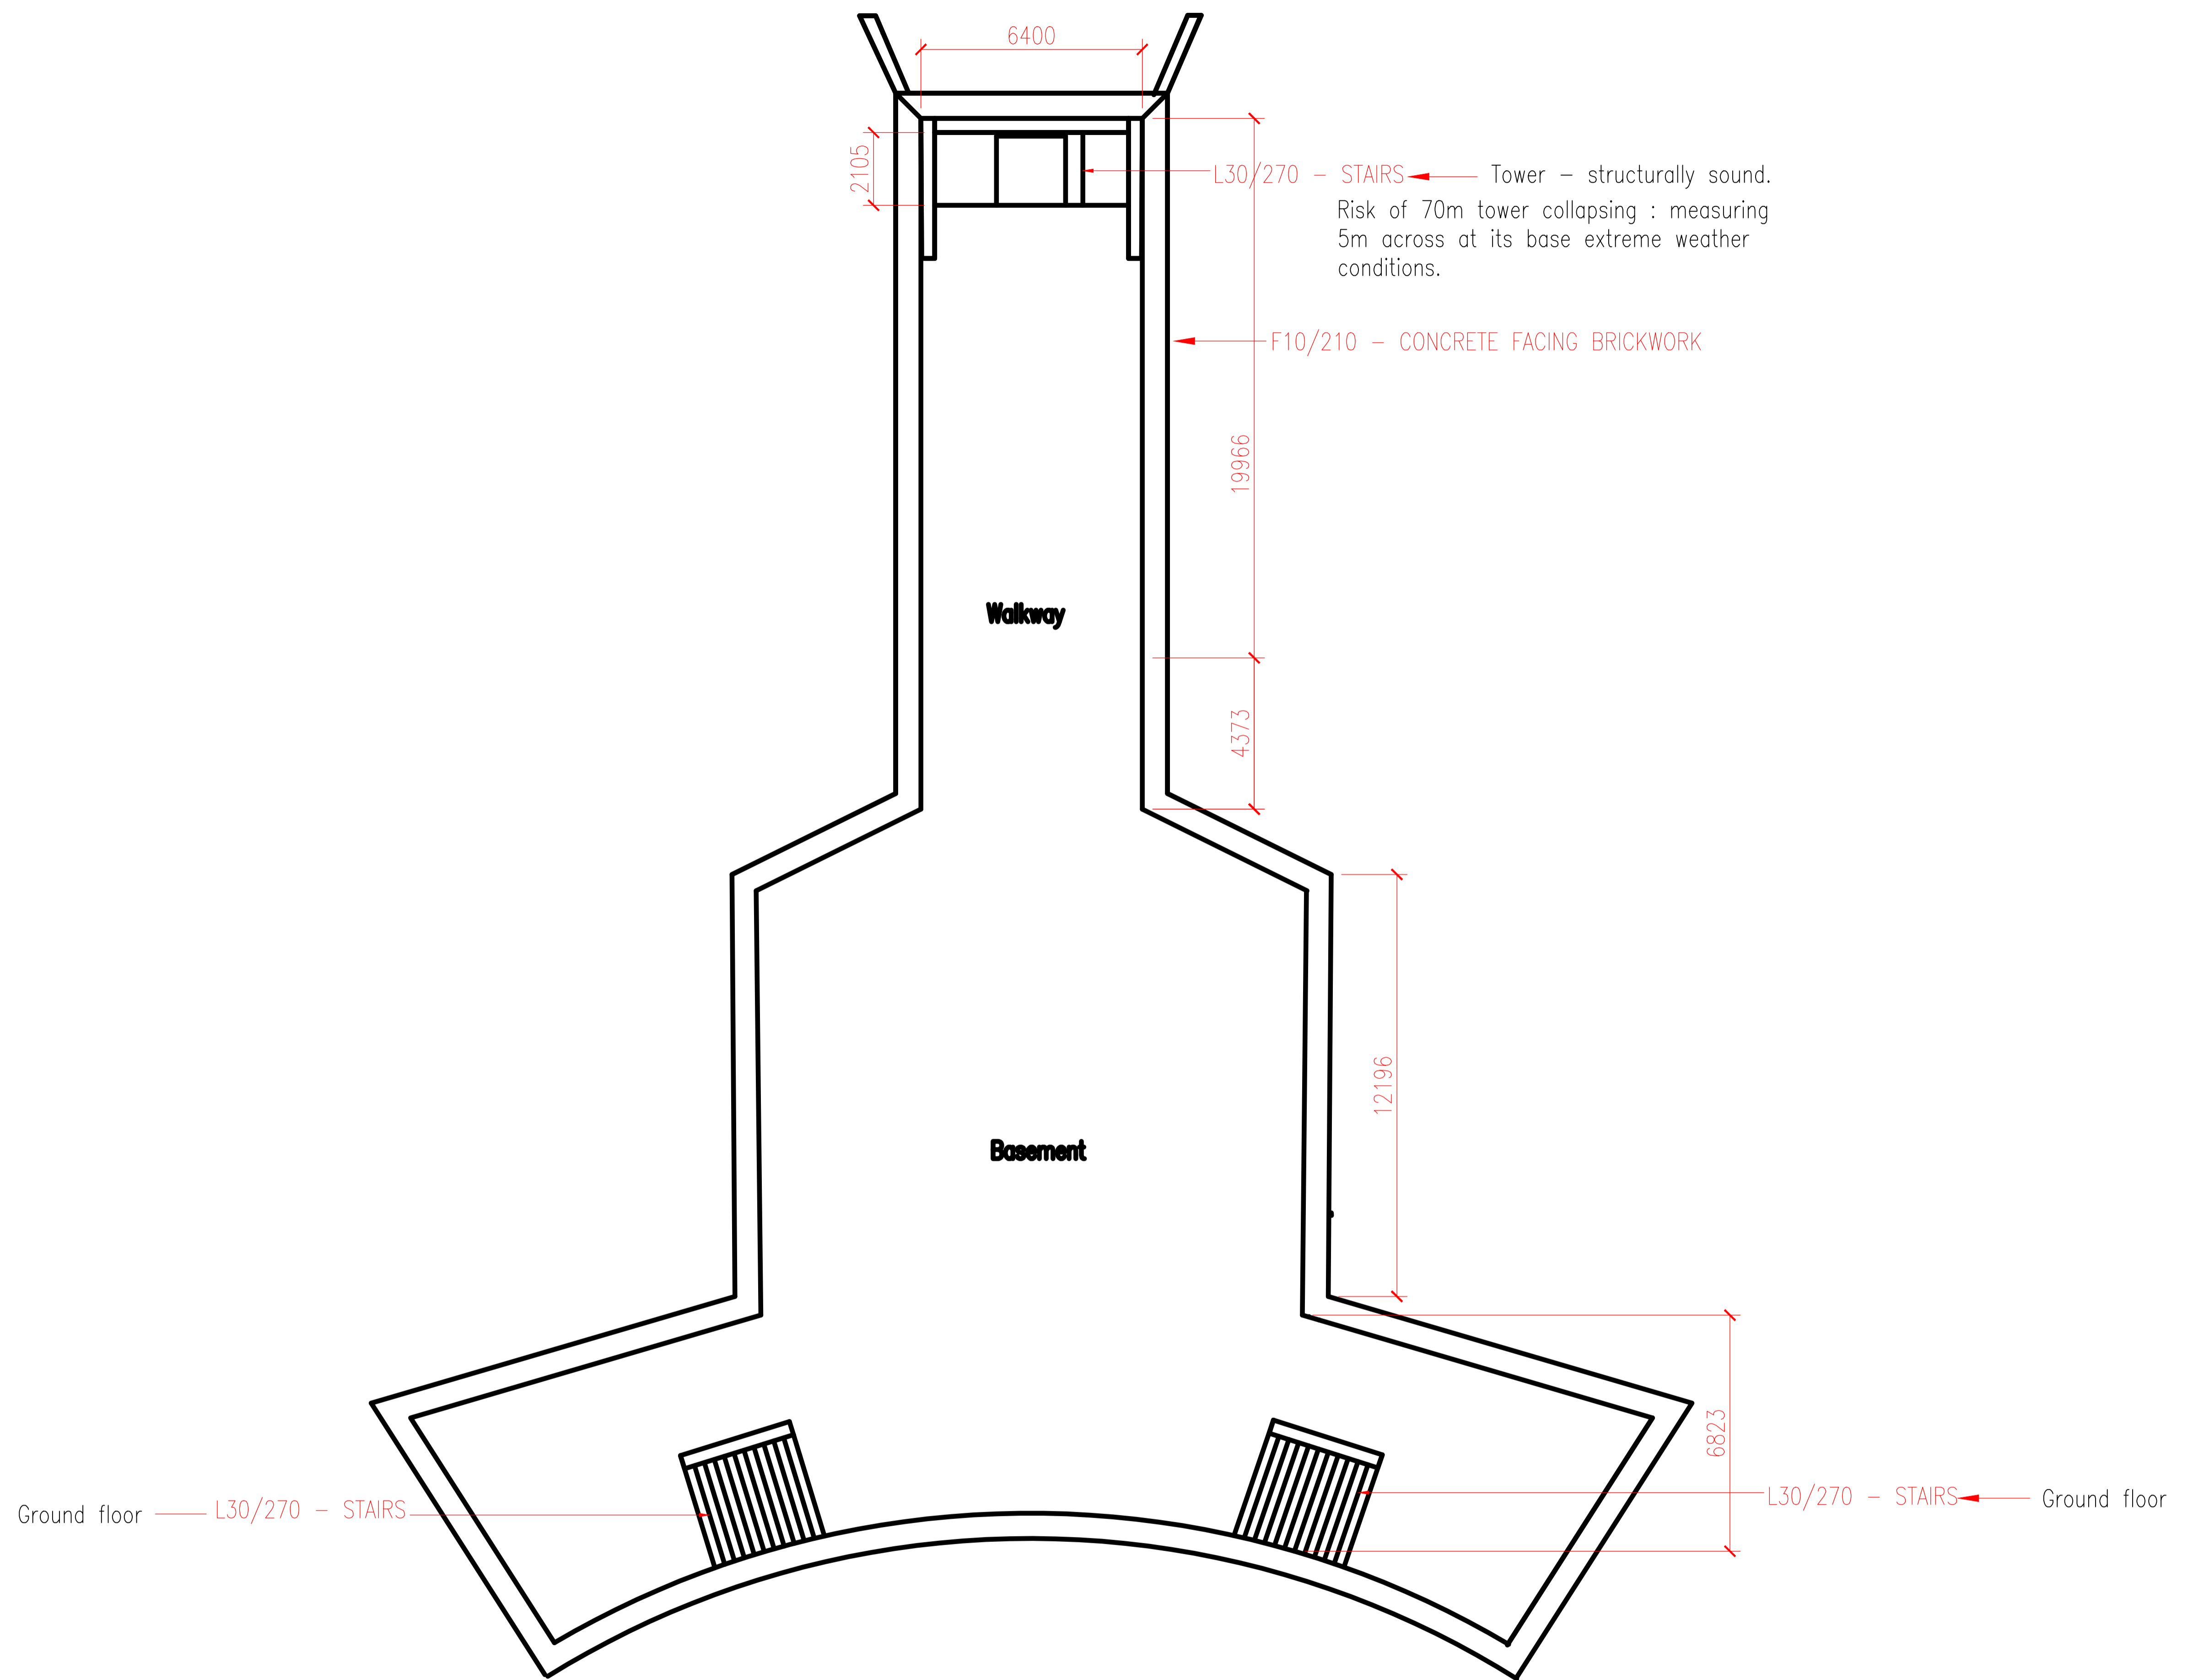 6400
2105
L30/270 - STAIRS
Tower - structurally sound.
Risk of 70m tower collapsing : measuring
5m across at its base extreme weather
conditions.
F10/210 - CONCRETE FACING BRICKWORK
19966
Walkway
4373
12196
Basement
6823
Ground floor
L30/270 - STAIRS
L30/270 - STAIRS
Ground floor